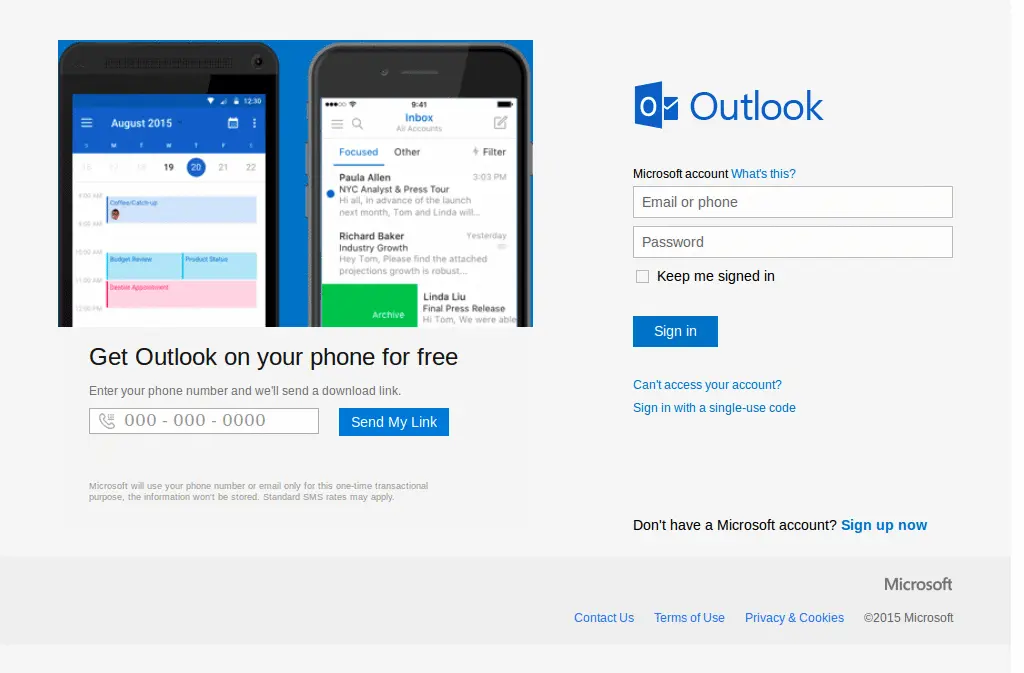 12:30
August 2015
S M T W T F S
16 17 18 19 20 21 22
4:00 AM
Coffee/Catch-up
9:00 AM
10:00 AM
Budget Review Product Status
11:00 AM
Dentist Appointment
12:00 PM
9:41
Inbox
All Accounts
Focused Other Filter
Paula Allen 3:03 PM
NYC Analyst & Press Tour
Hi all, in advance of the launch
next month, Tom and Linda will...
Richard Baker Yesterday
Industry Growth
Hey Tom, Please find the attached
projections growth is robust...
Archive
Linda Liu
Final Press Release
Hi Tom, We were able
Get Outlook on your phone for free
Enter your phone number and we'll send a download link.
000 - 000 - 0000
Send My Link
Microsoft will use your phone number or email only for this one-time transactional
purpose, the information won't be stored. Standard SMS rates may apply.
Outlook
Microsoft account What's this?
Email or phone
Password
Keep me signed in
Sign in
Can't access your account?
Sign in with a single-use code
Don't have a Microsoft account? Sign up now
Microsoft
Contact Us Terms of Use Privacy & Cookies ©2015 Microsoft